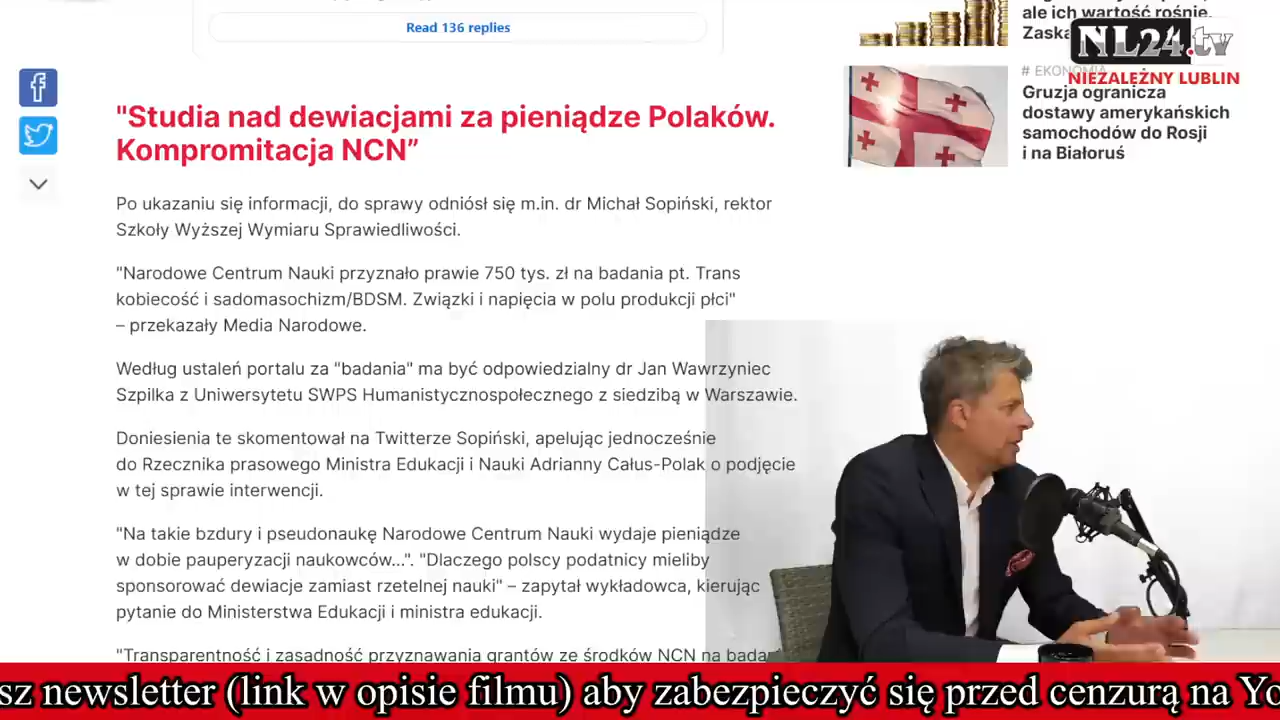 Read 136 replies
"Studia nad dewiacjami za pieniądze Polaków.
Kompromitacja NCN”
Po ukazaniu się informacji, do sprawy odniósł się m.in. dr Michał Sopiński, rektor
Szkoły Wyższej Wymiaru Sprawiedliwości.
"Narodowe Centrum Nauki przyznało prawie 750 tys. zł na badania pt. Trans
kobiecość i sadomasochizm/BDSM. Związki i napięcia w polu produkcji płci"
– przekazały Media Narodowe.
Według ustaleń portalu za "badania" ma być odpowiedzialny dr Jan Wawrzyniec
Szpilka z Uniwersytetu SWPS Humanistycznospołecznego z siedzibą w Warszawie.
Doniesienia te skomentował na Twitterze Sopiński, apelując jednocześnie
do Rzecznika prasowego Ministra Edukacji i Nauki Adrianny Całus-Polak o podjęcie
w tej sprawie interwencji.
"Na takie bzdury i pseudonaukę Narodowe Centrum Nauki wydaje pieniądze
w dobie pauperyzacji naukowców...". "Dlaczego polscy podatnicy mieliby
sponsorować dewiacje zamiast rzetelnej nauki" – zapytał wykładowca, kierując
pytanie do Ministerstwa Edukacji i ministra edukacji.
"Transparentność i zasadność przyznawania grantów ze środków NCN na badan
ale ich wartość rośnie.
Zaska
NL24.tv
# EKONOMIA
NIEZALEŻNY LUBLIN
Gruzja ogranicza
dostawy amerykańskich
samochodów do Rosji
i na Białoruś
sz newsletter (link w opisie filmu) aby zabezpieczyć się przed cenzurą na Yo